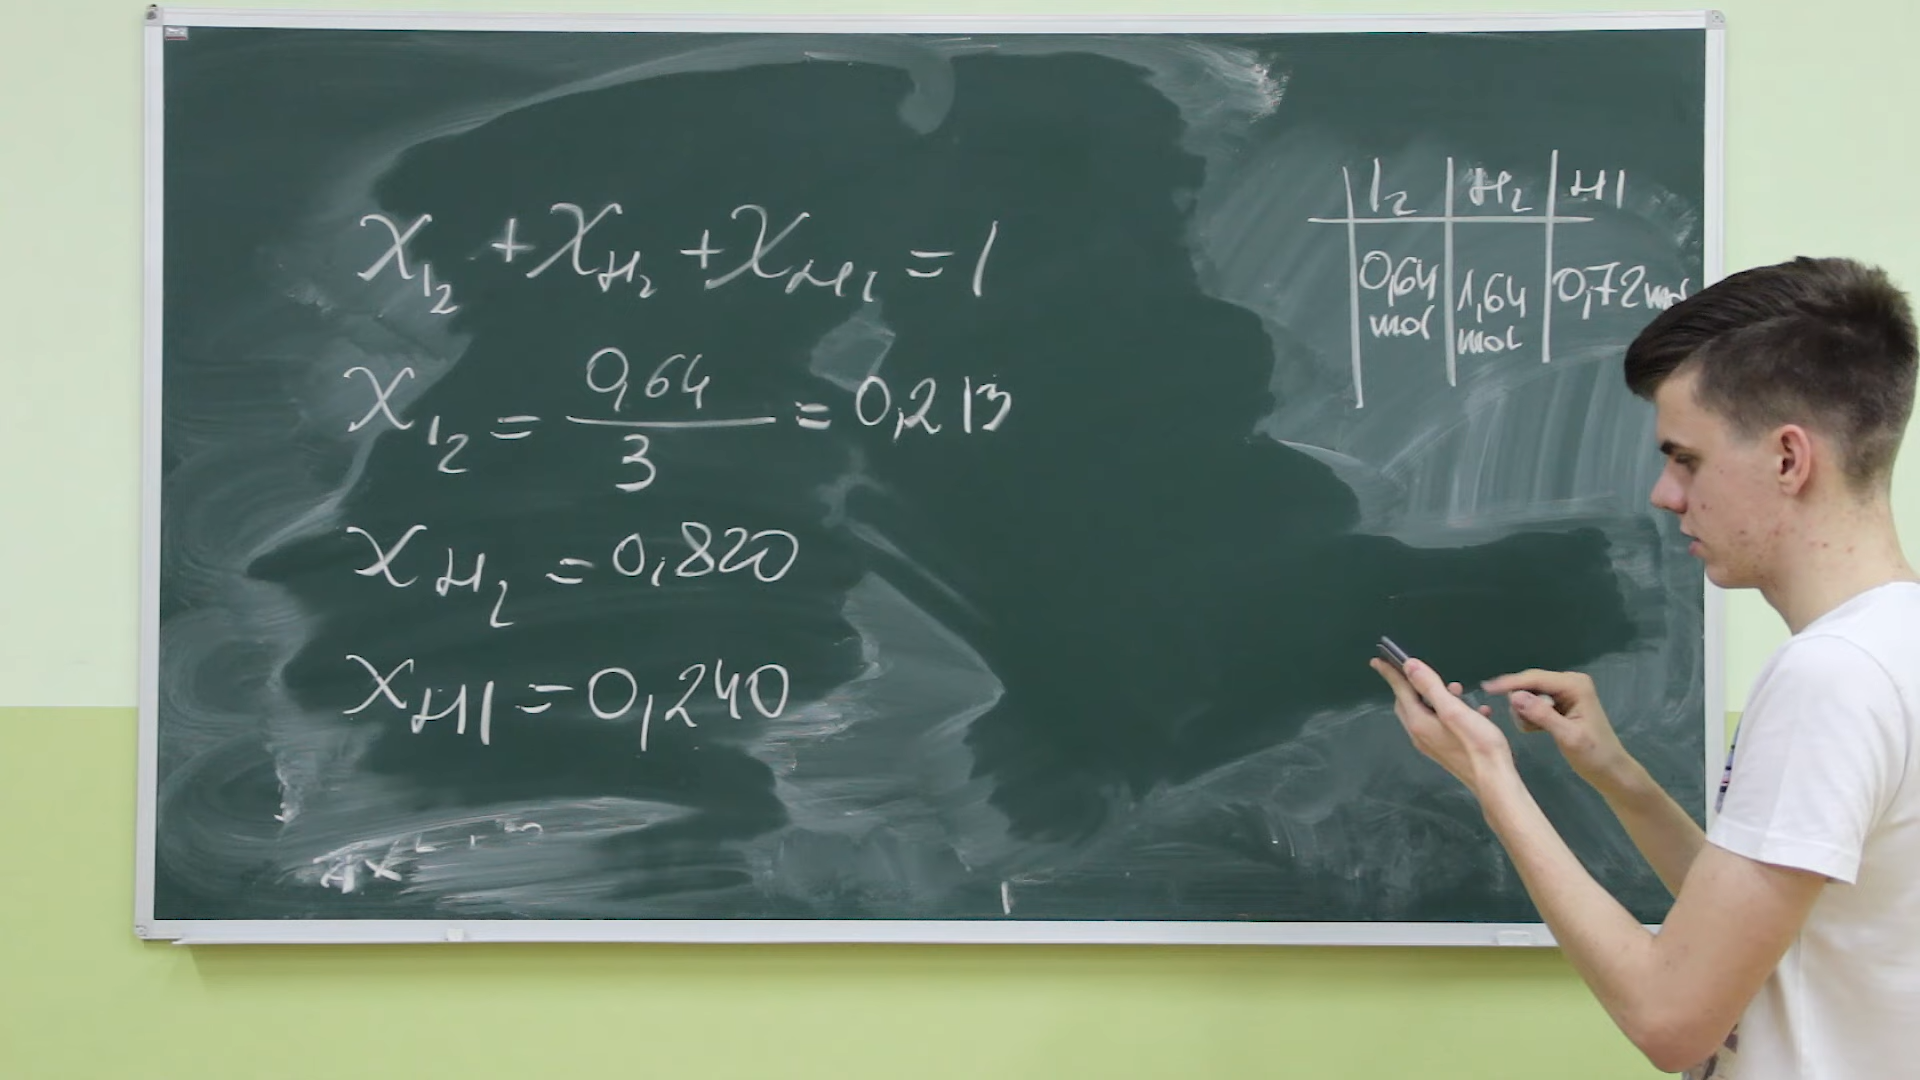 x I₂ + x H₂ + x HI = 1
x I₂ = 0,64 / 3 = 0,213
x H₂ = 0,820
x HI = 0,240
I₂ | H₂ | HI
0,64 mol | 1,64 mol | 0,72 mol